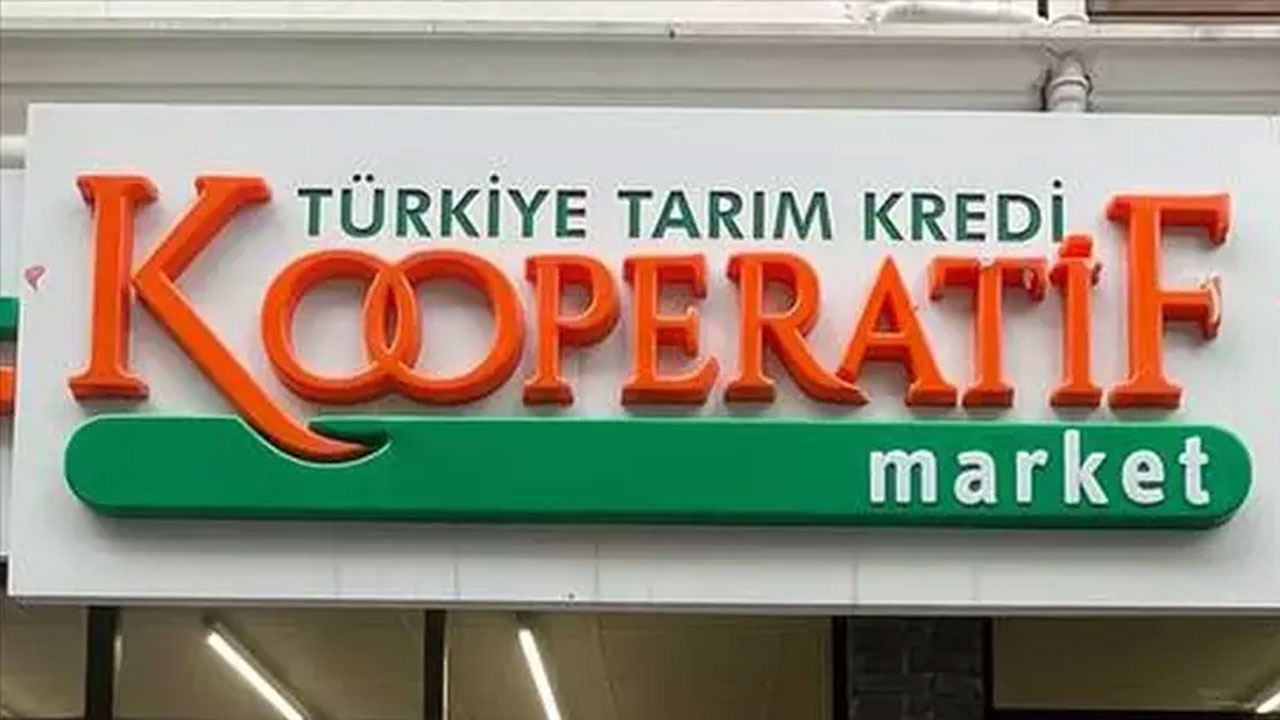 TÜRKİYE TARIM KREDİ
KOOPERATİF
market